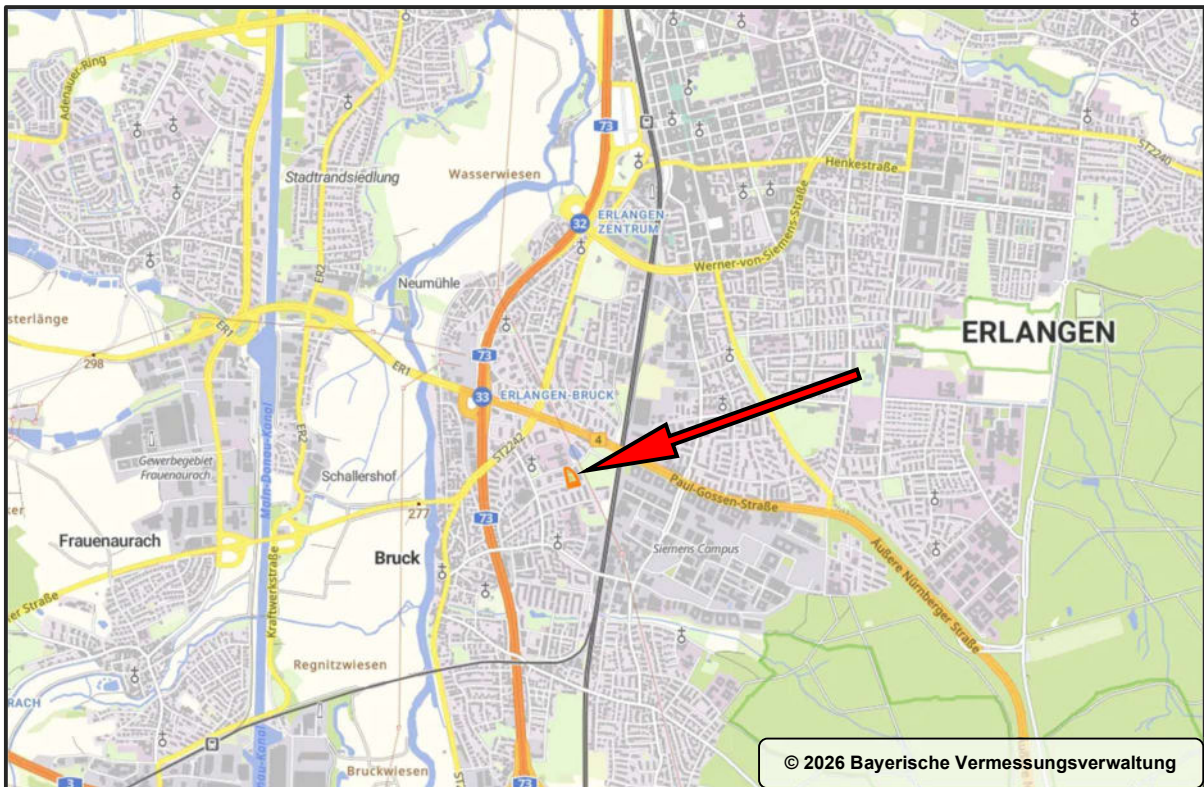 Adenauer-Ring
73
Stadtrandsiedlung
Wasserwiesen
Henkestraße
ST2240
32
ERLANGEN-
ZENTRUM
Werner-von-Siemens-Straße
ER2
Neumühle
sterlänge
ER1
298
73
ER1
ERLANGEN
33
ERLANGEN-BRUCK
4
ST2242
Main-Donau-Kanal
ER2
Gewerbegebiet
Frauenaurach
Schallershof
Paul-Gossen-Straße
ker
277
73
Frauenaurach
Bruck
Siemens Campus
Äußere Nürnberger Straße
er Straße
Kraftwerkstraße
Regnitzwiesen
RACH
Bruckwiesen
3
73
© 2026 Bayerische Vermessungsverwaltung